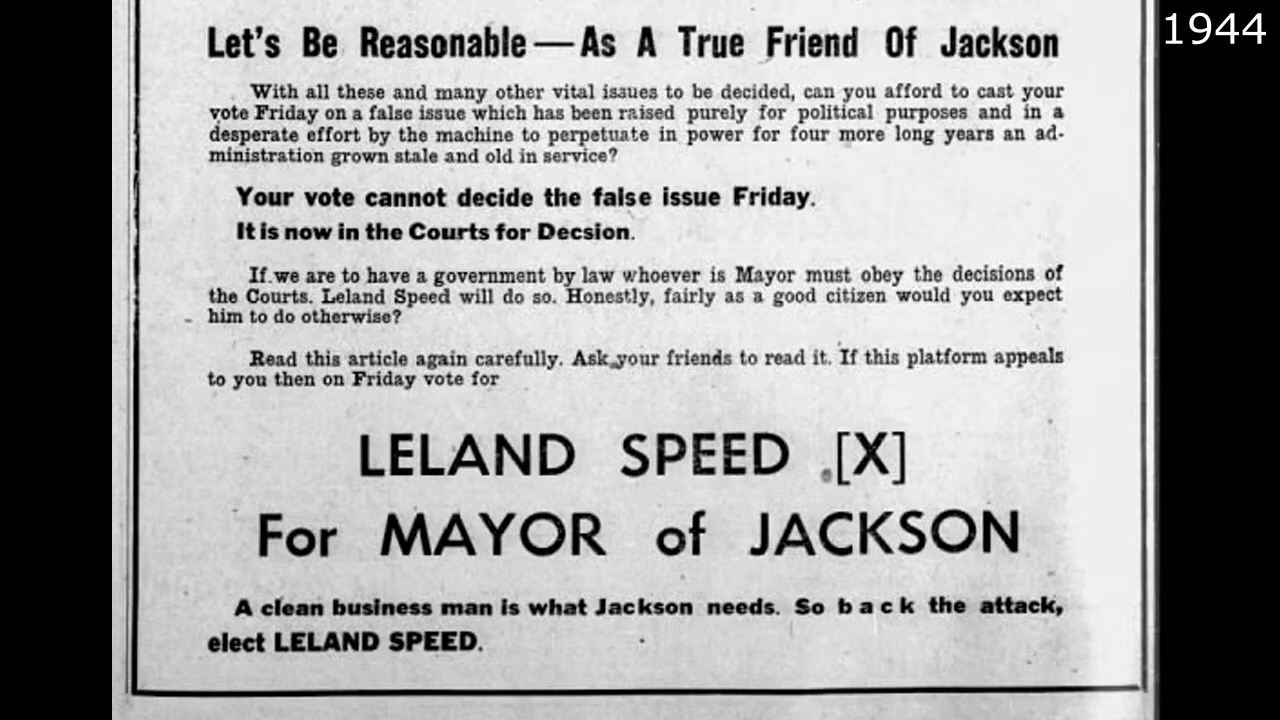 1944
Let's Be Reasonable—As A True Friend Of Jackson
With all these and many other vital issues to be decided, can you afford to cast your
vote Friday on a false issue which has been raised purely for political purposes and in a
desperate effort by the machine to perpetuate in power for four more long years an ad-
ministration grown stale and old in service?
Your vote cannot decide the false issue Friday.
It is now in the Courts for Decsion.
If we are to have a government by law whoever is Mayor must obey the decisions of
the Courts. Leland Speed will do so. Honestly, fairly as a good citizen would you expect
him to do otherwise?
Read this article again carefully. Ask your friends to read it. If this platform appeals
to you then on Friday vote for
LELAND SPEED [X]
For MAYOR of JACKSON
A clean business man is what Jackson needs. So back the attack,
elect LELAND SPEED.